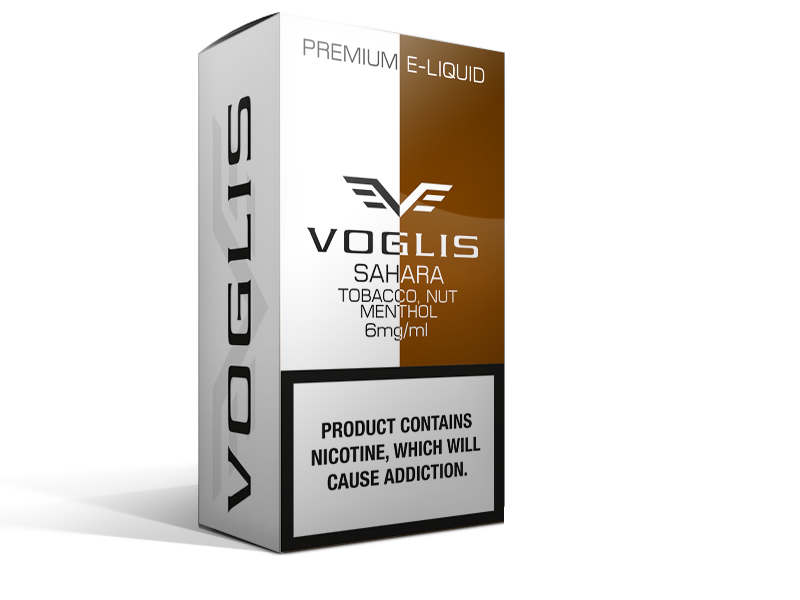 PREMIUM E-LIQUID
VOGLIS
VOGLIS
SAHARA
TOBACCO, NUT
MENTHOL
6mg/ml
PRODUCT CONTAINS
NICOTINE, WHICH WILL
CAUSE ADDICTION.